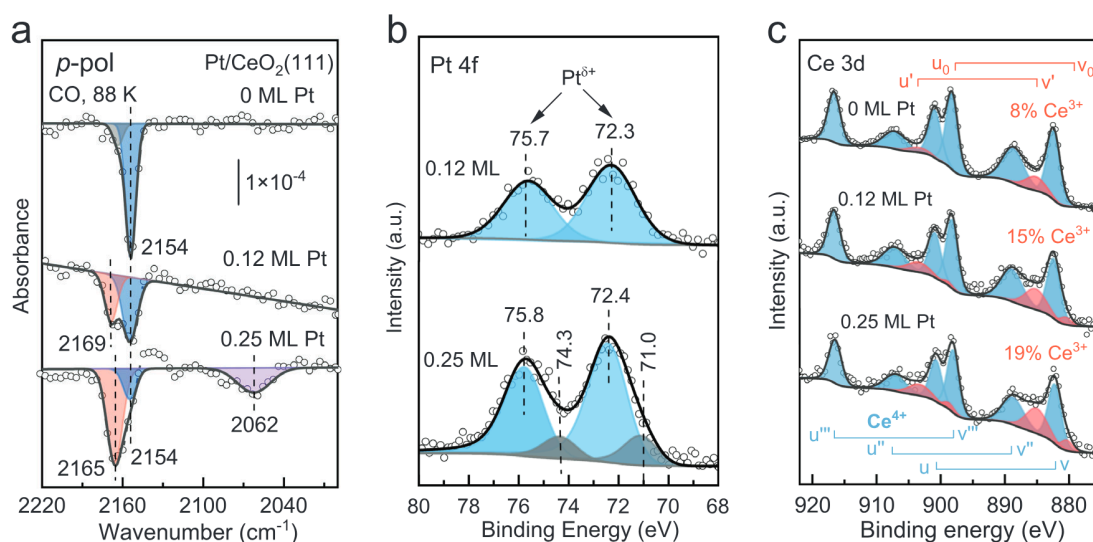 a
p-pol
Pt/CeO₂(111)
CO, 88 K
0 ML Pt
1×10⁻⁴
2154
0.12 ML Pt
2169
0.25 ML Pt
2062
2165
2154
2220 2160 2100 2040
Wavenumber (cm⁻¹)
Absorbance
b
Pt 4f
Ptᵟ⁺
75.7
72.3
0.12 ML
72.4
75.8
74.3
71.0
0.25 ML
80 78 76 74 72 70 68
Binding Energy (eV)
Intensity (a.u.)
c
Ce 3d
u₀
v₀
u'
v'
0 ML Pt
8% Ce³⁺
0.12 ML Pt
15% Ce³⁺
0.25 ML Pt
19% Ce³⁺
Ce⁴⁺
u'''
v'''
u''
v''
u
v
920 910 900 890 880
Binding energy (eV)
Intensity (a.u.)